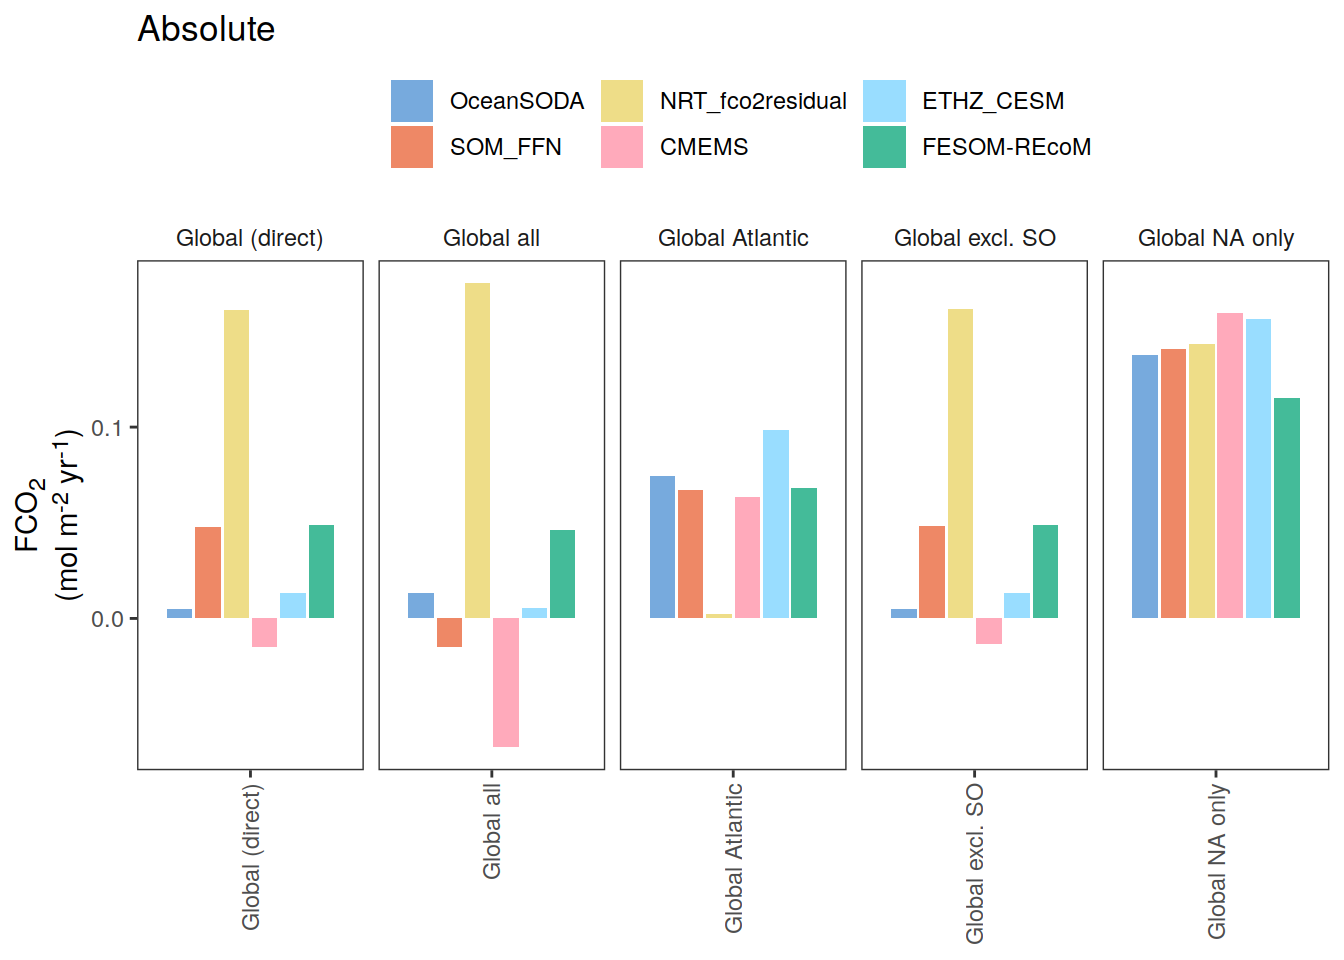 Absolute
OceanSODA
NRT_fco2residual
ETHZ_CESM
SOM_FFN
CMEMS
FESOM-REcoM
Global (direct)
Global all
Global Atlantic
Global excl. SO
Global NA only
FCO₂
(mol m⁻² yr⁻¹)
0.1
0.0
Global (direct)
Global all
Global Atlantic
Global excl. SO
Global NA only